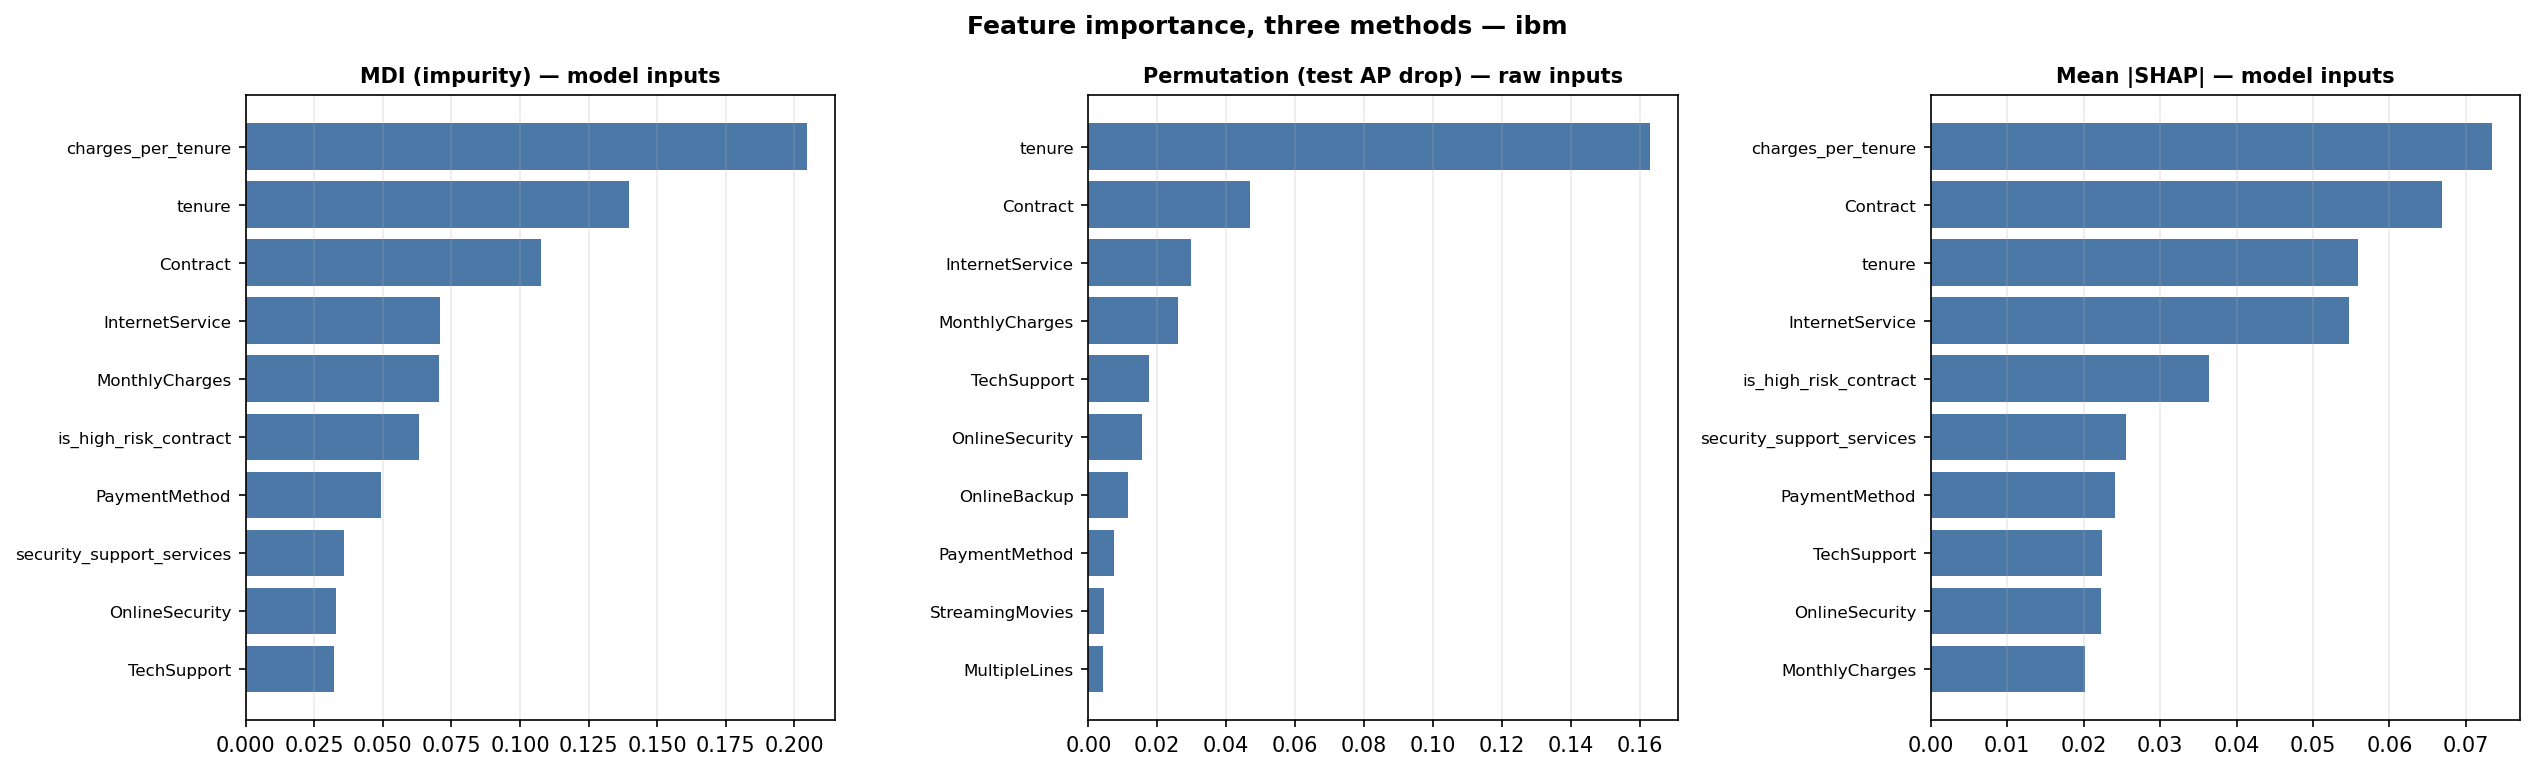 Feature importance, three methods — ibm
MDI (impurity) — model inputs
charges_per_tenure
tenure
Contract
InternetService
MonthlyCharges
is_high_risk_contract
PaymentMethod
security_support_services
OnlineSecurity
TechSupport
0.000 0.025 0.050 0.075 0.100 0.125 0.150 0.175 0.200
Permutation (test AP drop) — raw inputs
tenure
Contract
InternetService
MonthlyCharges
TechSupport
OnlineSecurity
OnlineBackup
PaymentMethod
StreamingMovies
MultipleLines
0.00 0.02 0.04 0.06 0.08 0.10 0.12 0.14 0.16
Mean |SHAP| — model inputs
charges_per_tenure
Contract
tenure
InternetService
is_high_risk_contract
security_support_services
PaymentMethod
TechSupport
OnlineSecurity
MonthlyCharges
0.00 0.01 0.02 0.03 0.04 0.05 0.06 0.07